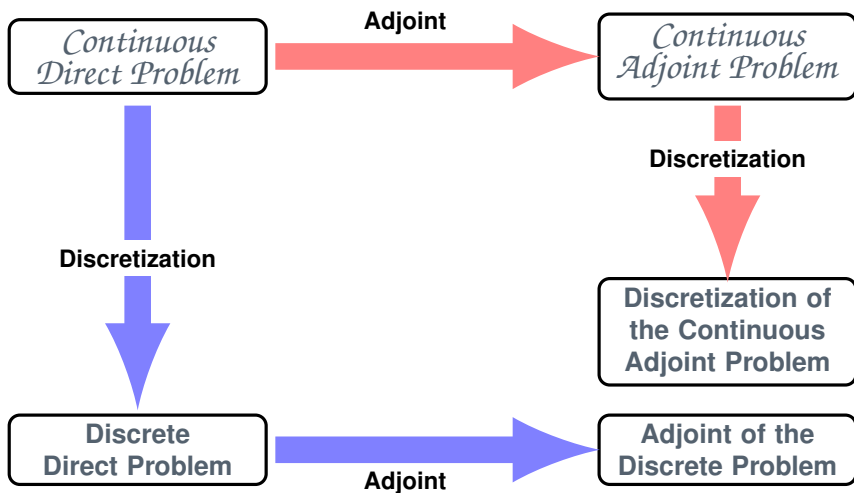 Adjoint
Continuous
Direct Problem
Continuous
Adjoint Problem
Discretization
Discretization
Discretization of
the Continuous
Adjoint Problem
Discrete
Direct Problem
Adjoint
Adjoint of the
Discrete Problem